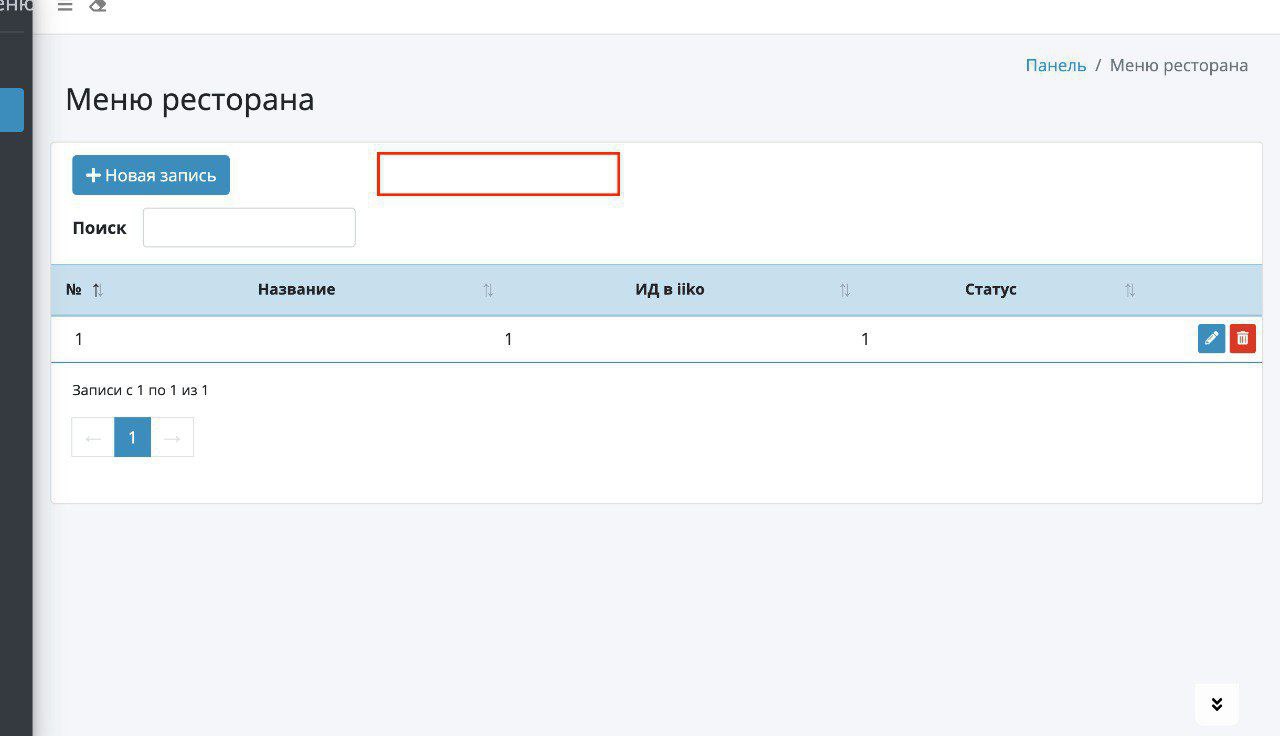 Панель / Меню ресторана
Меню ресторана
Новая запись
Поиск
№ Название ИД в iiko Статус
1 1 1
Записи с 1 по 1 из 1
← 1 →